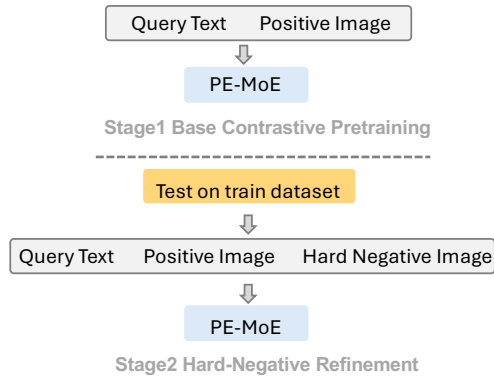 Query Text Positive Image
PE-MoE
Stage1 Base Contrastive Pretraining
Test on train dataset
Query Text Positive Image Hard Negative Image
PE-MoE
Stage2 Hard-Negative Refinement